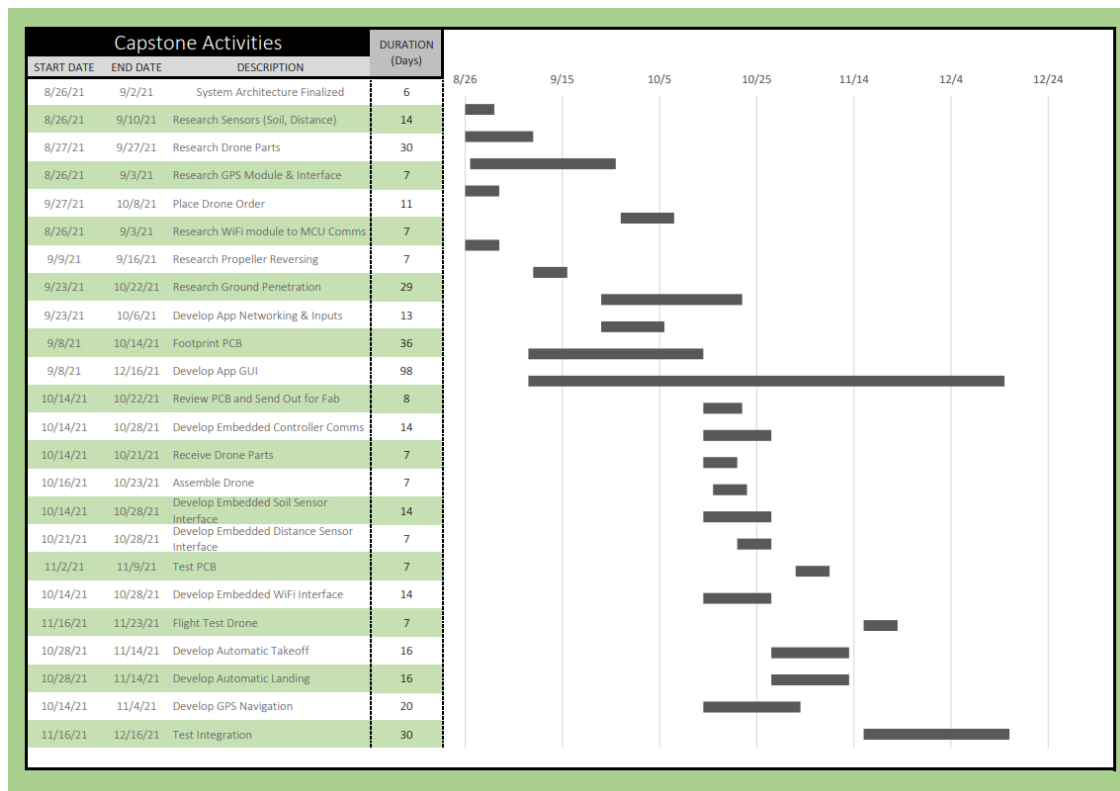 Capstone Activities
DURATION
(Days)
START DATE END DATE DESCRIPTION
8/26 9/15 10/5 10/25 11/14 12/4 12/24
8/26/21 9/2/21 System Architecture Finalized 6
8/26/21 9/10/21 Research Sensors (Soil, Distance) 14
8/27/21 9/27/21 Research Drone Parts 30
8/26/21 9/3/21 Research GPS Module & Interface 7
9/27/21 10/8/21 Place Drone Order 11
8/26/21 9/3/21 Research WiFi module to MCU Comms 7
9/9/21 9/16/21 Research Propeller Reversing 7
9/23/21 10/22/21 Research Ground Penetration 29
9/23/21 10/6/21 Develop App Networking & Inputs 13
9/8/21 10/14/21 Footprint PCB 36
9/8/21 12/16/21 Develop App GUI 98
10/14/21 10/22/21 Review PCB and Send Out for Fab 8
10/14/21 10/28/21 Develop Embedded Controller Comms 14
10/14/21 10/21/21 Receive Drone Parts 7
10/16/21 10/23/21 Assemble Drone 7
10/14/21 10/28/21 Develop Embedded Soil Sensor
Interface 14
10/21/21 10/28/21 Develop Embedded Distance Sensor
Interface 7
11/2/21 11/9/21 Test PCB 7
10/14/21 10/28/21 Develop Embedded WiFi Interface 14
11/16/21 11/23/21 Flight Test Drone 7
10/28/21 11/14/21 Develop Automatic Takeoff 16
10/28/21 11/14/21 Develop Automatic Landing 16
10/14/21 11/4/21 Develop GPS Navigation 20
11/16/21 12/16/21 Test Integration 30